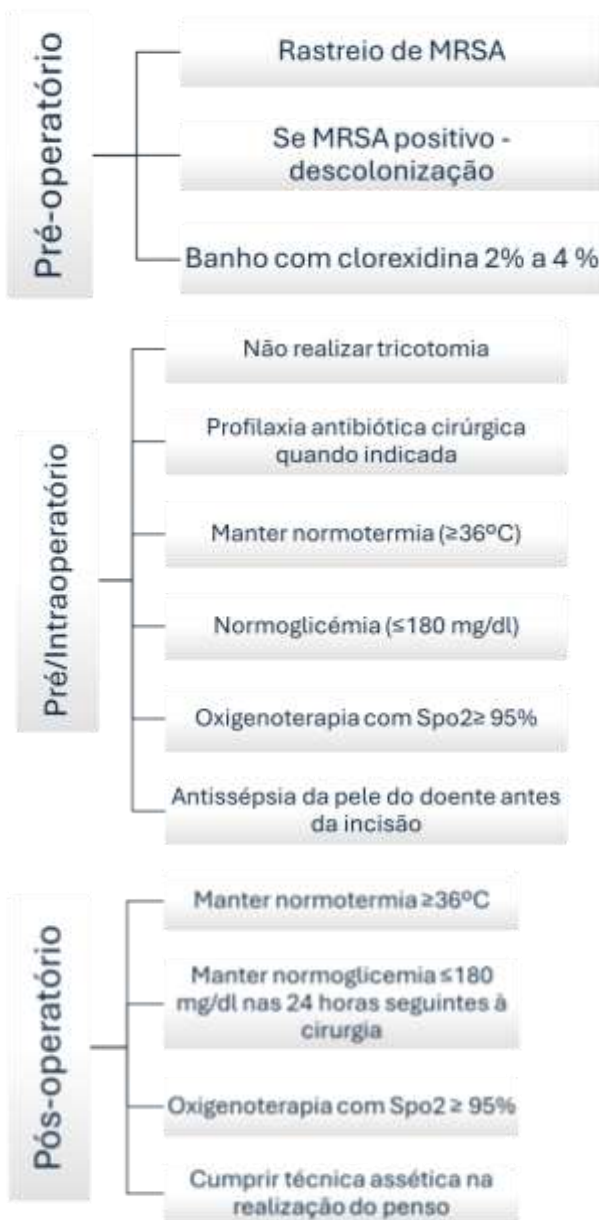 Pré-operatório
Rastreio de MRSA
Se MRSA positivo -
descolonização
Banho com clorexidina 2% a 4 %
Pré/Intraoperatório
Não realizar tricotomia
Profilaxia antibiótica cirúrgica
quando indicada
Manter normotermia (≥36ºC)
Normoglicémia (≤180 mg/dl)
Oxigenoterapia com Spo2≥ 95%
Antissépsia da pele do doente antes
da incisão
Pós-operatório
Manter normotermia ≥36ºC
Manter normoglicemia ≤180
mg/dl nas 24 horas seguintes à
cirurgia
Oxigenoterapia com Spo2 ≥ 95%
Cumprir técnica assética na
realização do penso